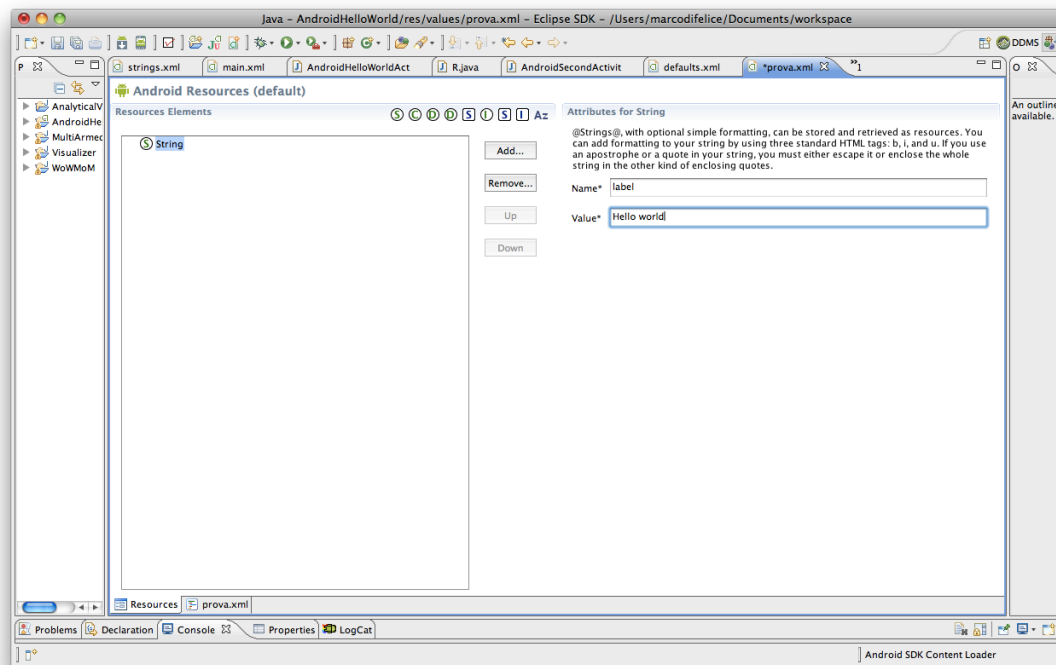 Java - AndroidHelloWorld/res/values/prova.xml - Eclipse SDK - /Users/marcodifelice/Documents/workspace
DDMS
P
strings.xml
main.xml
AndroidHelloWorldAct
R.java
AndroidSecondActivit
defaults.xml
*prova.xml
"1
O
AnalyticalV
AndroidHe
MultiArmed
Visualizer
WoWMoM
Android Resources (default)
Resources Elements
S C D D S I S I Az
String
Add...
Remove...
Up
Down
Attributes for String
@Strings@, with optional simple formatting, can be stored and retrieved as resources. You
can add formatting to your string by using three standard HTML tags: b, i, and u. If you use
an apostrophe or a quote in your string, you must either escape it or enclose the whole
string in the other kind of enclosing quotes.
Name* label
Value* Hello world
An outline
available.
Resources
prova.xml
Problems
Declaration
Console
Properties
LogCat
Android SDK Content Loader